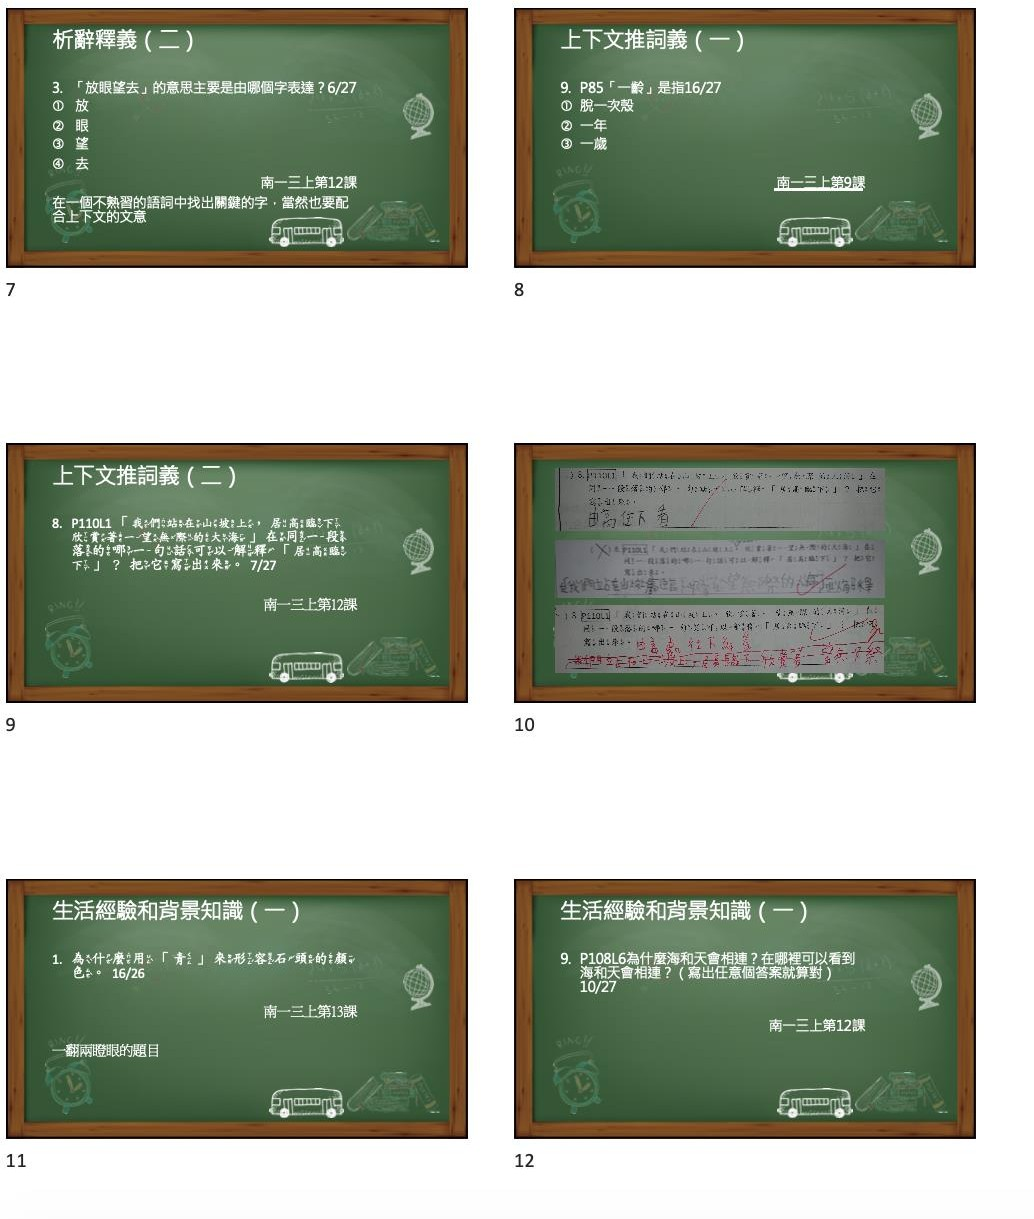 析辭釋義(二)
3. 「放眼望去」的意思主要是由哪個字表達?6/27
① 放
② 眼
③ 望
④ 去
南一三上第12課
在一個不熟習的語詞中找出關鍵的字,當然也要配
合上下文的文意
7
上下文推詞義(一)
9. P85「一齡」是指16/27
① 脫一次殼
② 一年
③ 一歲
南一三上第9課
8
上下文推詞義(二)
8. P110L1「我們站在山坡上,居高臨下
欣賞著一望無際的大海」在同一段
落的哪一句話可以解釋「居高臨
下」?把它寫出來。 7/27
南一三上第12課
9
由高往下看
10
生活經驗和背景知識(一)
1. 為什麼用「青」來形容石頭的顏
色。 16/26
南一三上第13課
一翻兩瞪眼的題目
11
生活經驗和背景知識(一)
9. P108L6為什麼海和天會相連?在哪裡可以看到
海和天會相連?(寫出任意個答案就算對)
10/27
南一三上第12課
12